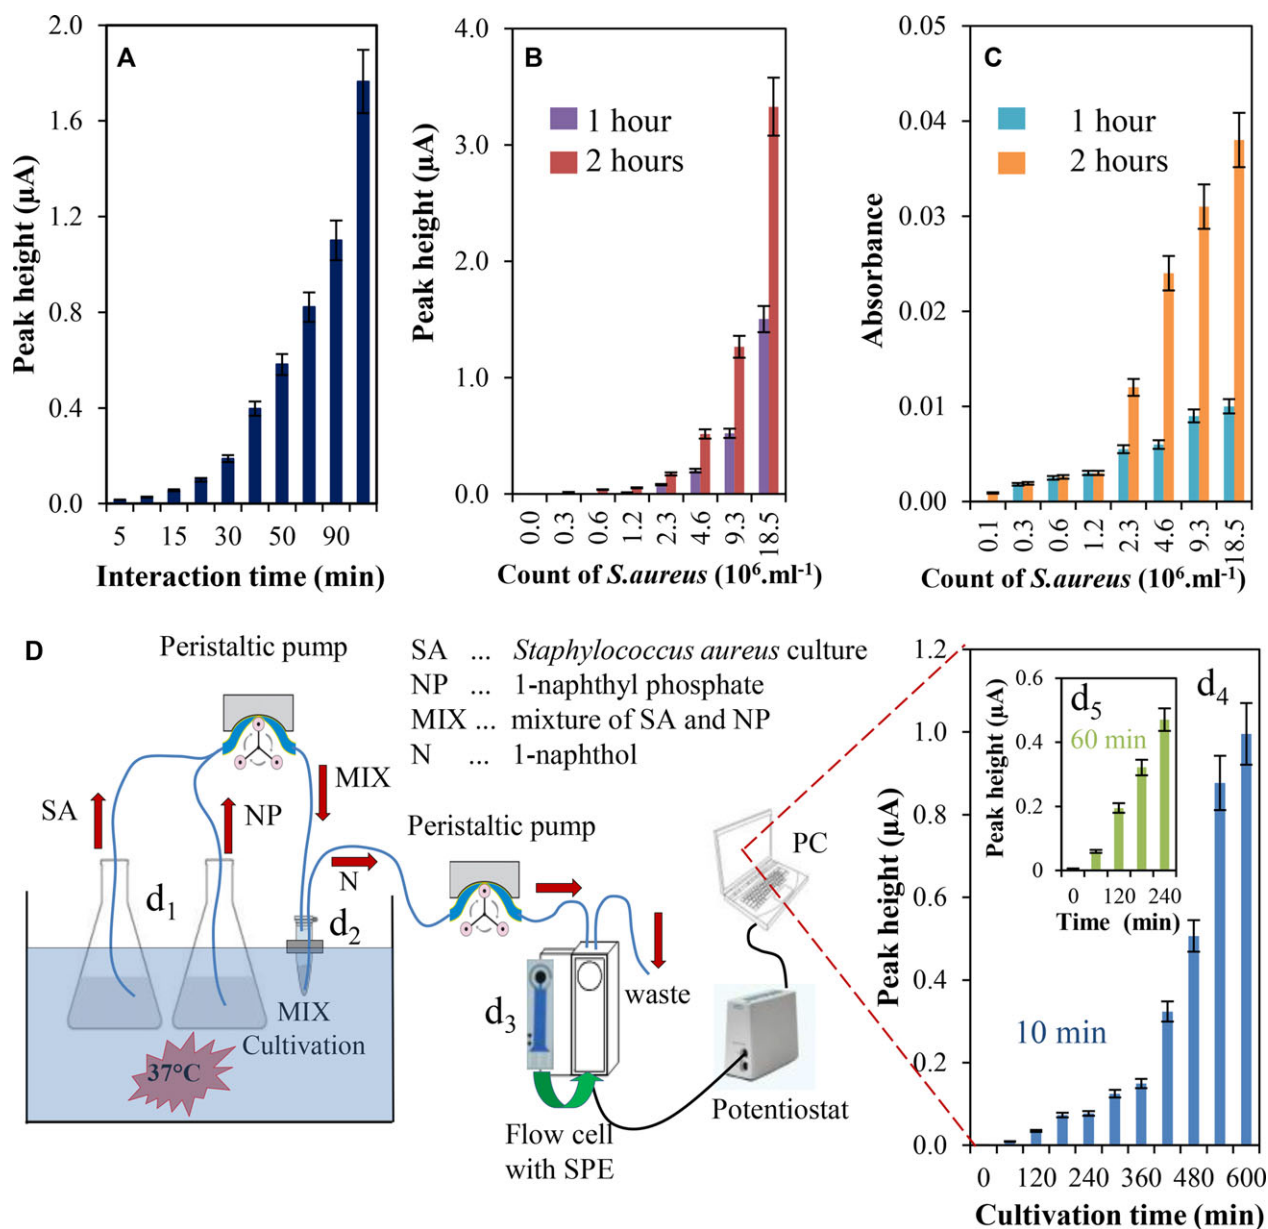 A
Peak height (µA)
2.0
1.6
1.2
0.8
0.4
0.0
5 15 30 50 90
Interaction time (min)
B
Peak height (µA)
4.0
3.0
2.0
1.0
0.0
1 hour
2 hours
0.0 0.3 0.6 1.2 2.3 4.6 9.3 18.5
Count of S.aureus (10⁶.ml⁻¹)
C
Absorbance
0.05
0.04
0.03
0.02
0.01
0.00
1 hour
2 hours
0.1 0.3 0.6 1.2 2.3 4.6 9.3 18.5
Count of S.aureus (10⁶.ml⁻¹)
D
Peristaltic pump
SA ... Staphylococcus aureus culture
NP ... 1-naphthyl phosphate
MIX ... mixture of SA and NP
N ... 1-naphthol
SA
NP
MIX
N
Peristaltic pump
PC
d₁
d₂
MIX
Cultivation
37°C
d₃
waste
Flow cell
with SPE
Potentiostat
Peak height (µA)
1.2
1.0
0.8
0.6
0.4
0.2
0.0
d₄
10 min
0 120 240 360 480 600
Cultivation time (min)
d₅
60 min
Peak height (µA)
0.6
0.4
0.2
0
0 120 240
Time (min)